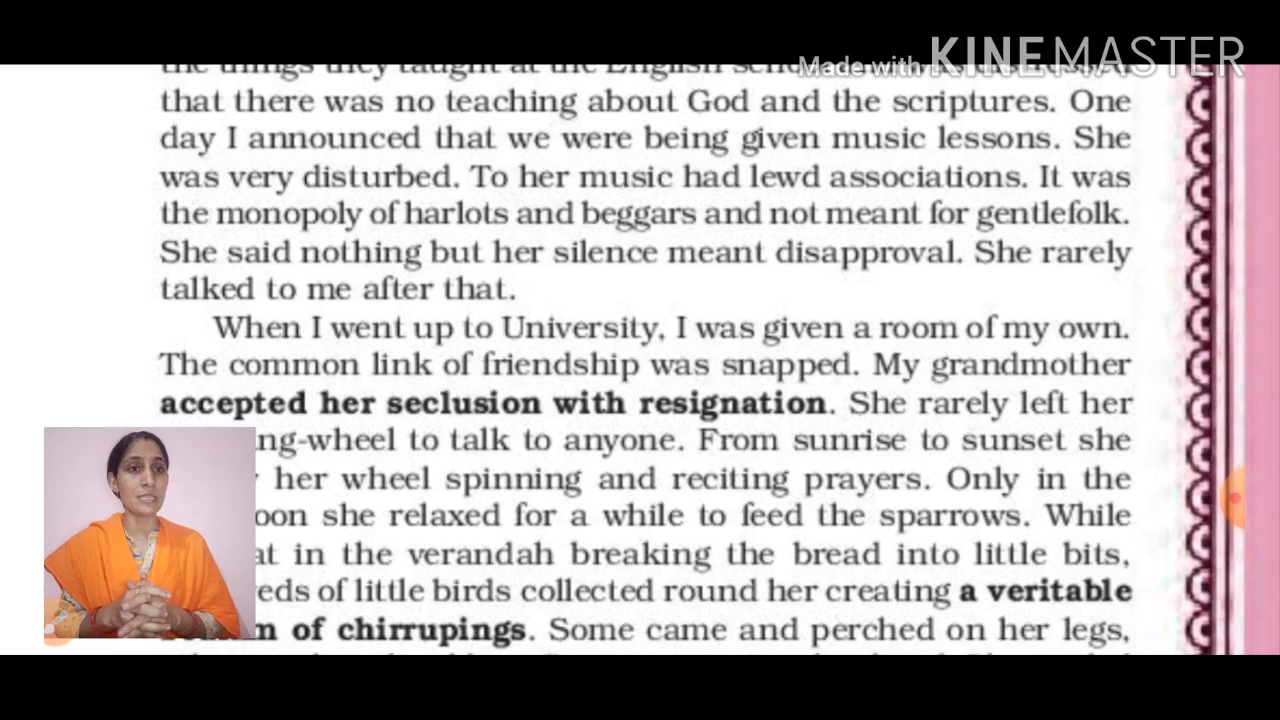 Made with KINEMASTER
the things they taught at the English
that there was no teaching about God and the scriptures. One
day I announced that we were being given music lessons. She
was very disturbed. To her music had lewd associations. It was
the monopoly of harlots and beggars and not meant for gentlefolk.
She said nothing but her silence meant disapproval. She rarely
talked to me after that.
When I went up to University, I was given a room of my own.
The common link of friendship was snapped. My grandmother
accepted her seclusion with resignation. She rarely left her
ng-wheel to talk to anyone. From sunrise to sunset she
her wheel spinning and reciting prayers. Only in the
oon she relaxed for a while to feed the sparrows. While
at in the verandah breaking the bread into little bits,
eds of little birds collected round her creating a veritable
m of chirrupings. Some came and perched on her legs,